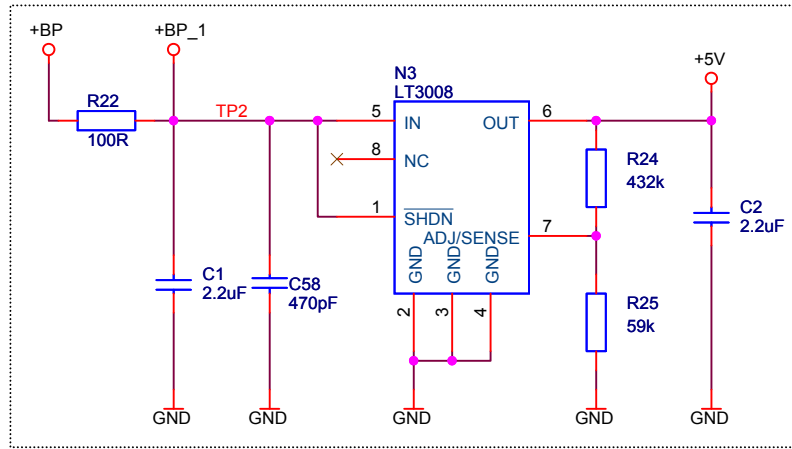 +BP
+BP_1
R22
100R
TP2
N3
LT3008
5
IN
8
NC
1
SHDN
OUT
6
ADJ/SENSE
7
GND
GND
GND
2
3
4
C1
2.2uF
C58
470pF
R24
432k
R25
59k
+5V
C2
2.2uF
GND
GND
GND
GND
GND